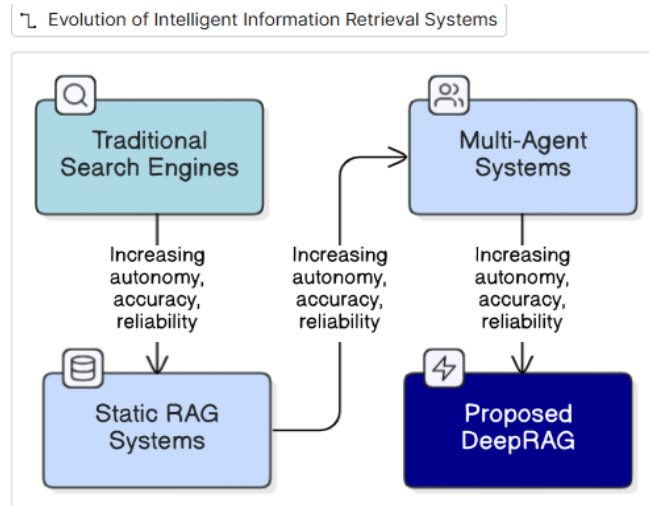 Evolution of Intelligent Information Retrieval Systems
Traditional
Search Engines
Increasing
autonomy,
accuracy,
reliability
Static RAG
Systems
Increasing
autonomy,
accuracy,
reliability
Multi-Agent
Systems
Increasing
autonomy,
accuracy,
reliability
Proposed
DeepRAG